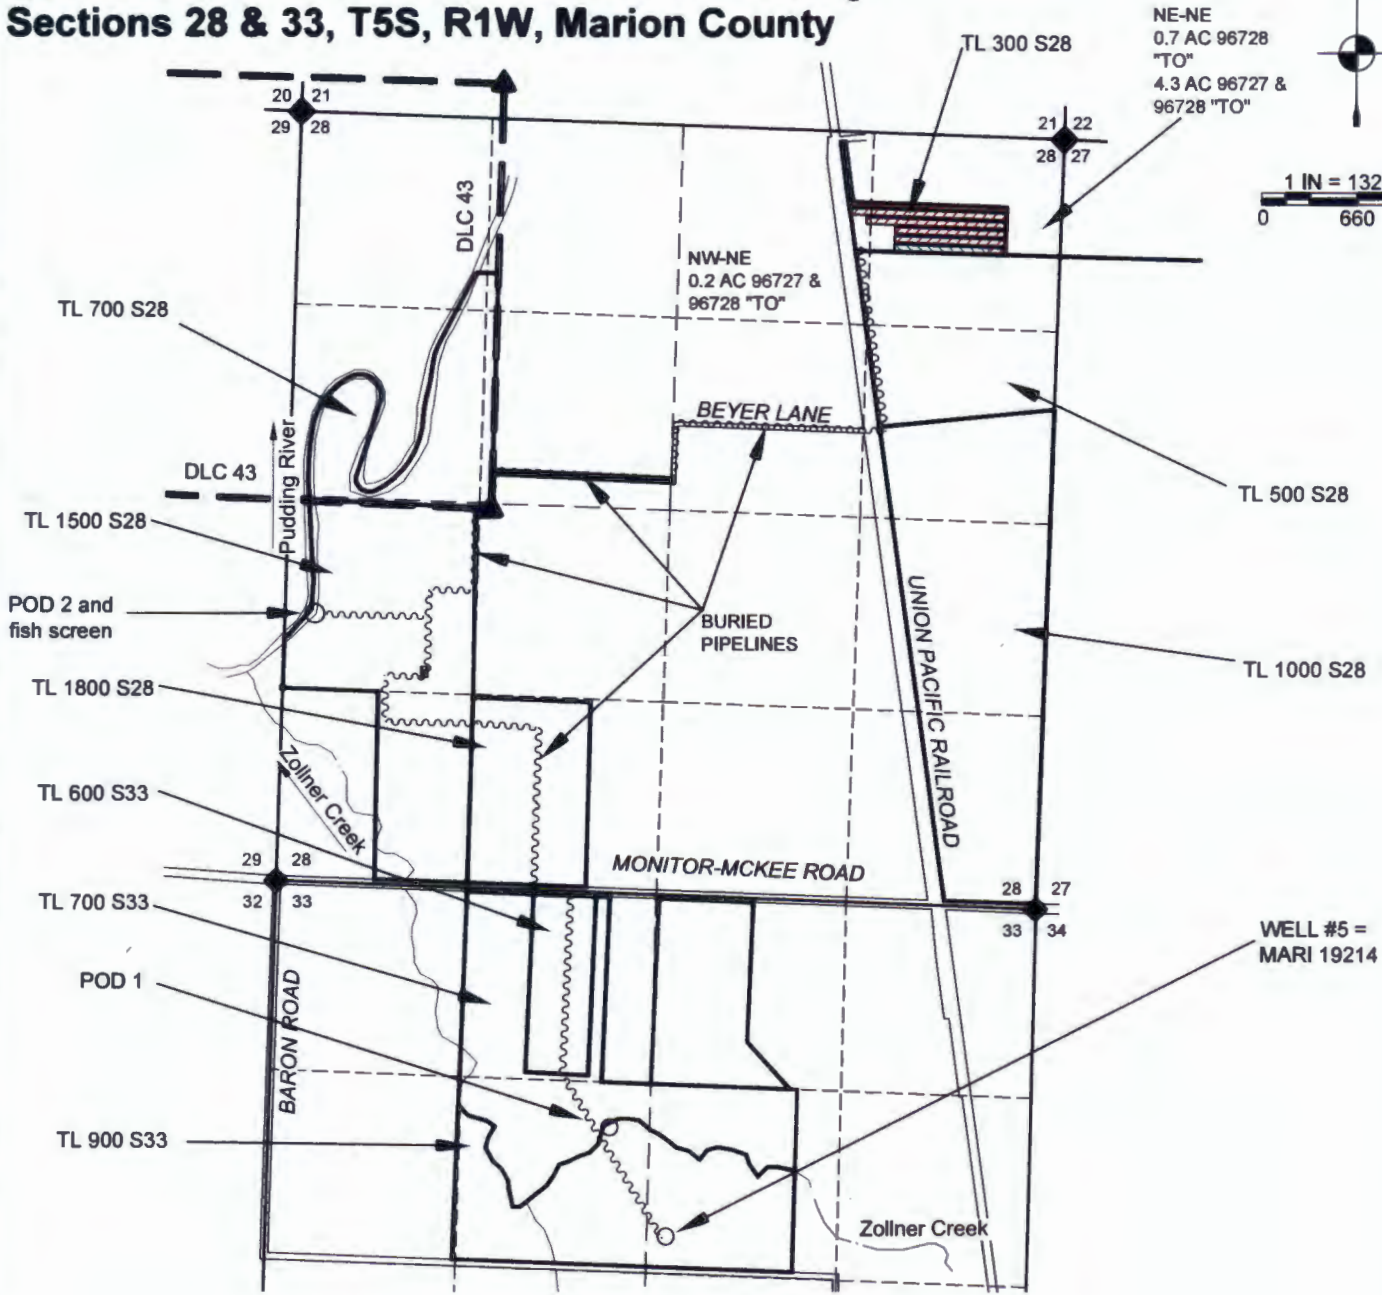 Sections 28 & 33, T5S, R1W, Marion County
NE-NE
0.7 AC 96728
"TO"
4.3 AC 96727 &
96728 "TO"
TL 300 S28
20 21
29 28
21 22
28 27
1 IN = 132
0 660
DLC 43
NW-NE
0.2 AC 96727 &
96728 "TO"
TL 700 S28
BEYER LANE
Pudding River
DLC 43
TL 500 S28
TL 1500 S28
POD 2 and
fish screen
BURIED
PIPELINES
UNION PACIFIC RAILROAD
TL 1000 S28
TL 1800 S28
Zollner Creek
TL 600 S33
MONITOR-MCKEE ROAD
29 28
32 33
28 27
33 34
TL 700 S33
WELL #5 =
MARI 19214
POD 1
BARON ROAD
TL 900 S33
Zollner Creek